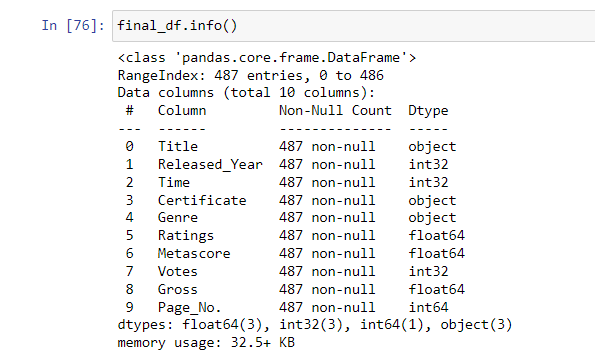 In [76]: final_df.info()
<class 'pandas.core.frame.DataFrame'>
RangeIndex: 487 entries, 0 to 486
Data columns (total 10 columns):
 #   Column         Non-Null Count  Dtype
---  ------         --------------  -----
 0   Title          487 non-null    object
 1   Released_Year  487 non-null    int32
 2   Time           487 non-null    int32
 3   Certificate    487 non-null    object
 4   Genre          487 non-null    object
 5   Ratings        487 non-null    float64
 6   Metascore      487 non-null    float64
 7   Votes          487 non-null    int32
 8   Gross          487 non-null    float64
 9   Page_No.       487 non-null    int64
dtypes: float64(3), int32(3), int64(1), object(3)
memory usage: 32.5+ KB